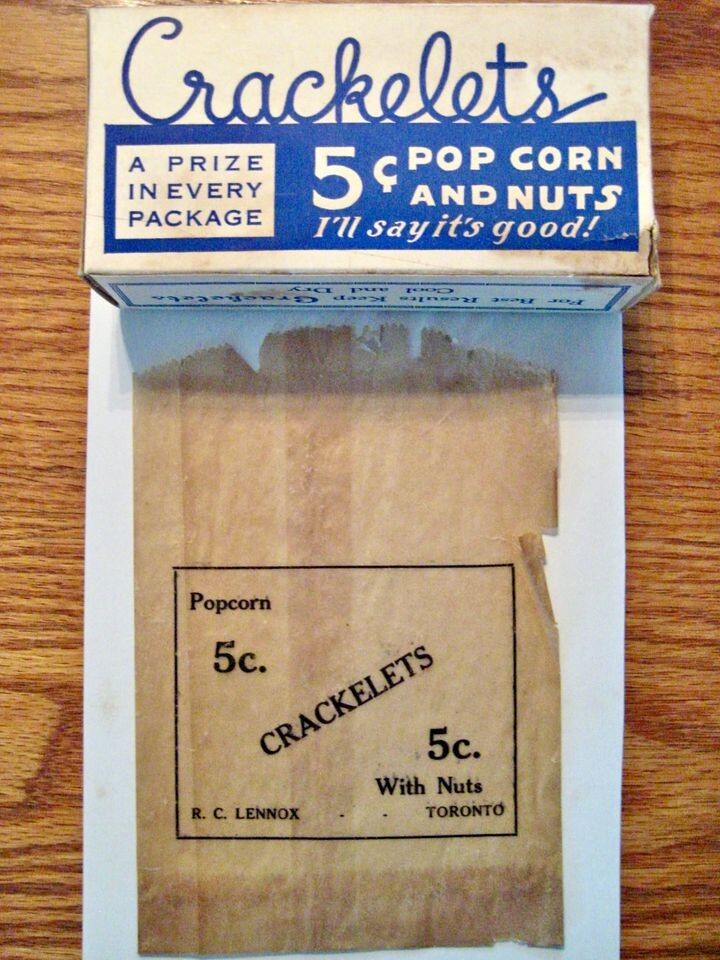 Crackelets
A PRIZE
IN EVERY
PACKAGE
5¢ POP CORN
AND NUTS
I'll say it's good!
For Best Results Keep Crackelets
Cool and Dry
Popcorn
5c.
CRACKELETS
5c.
With Nuts
R. C. LENNOX - - TORONTO